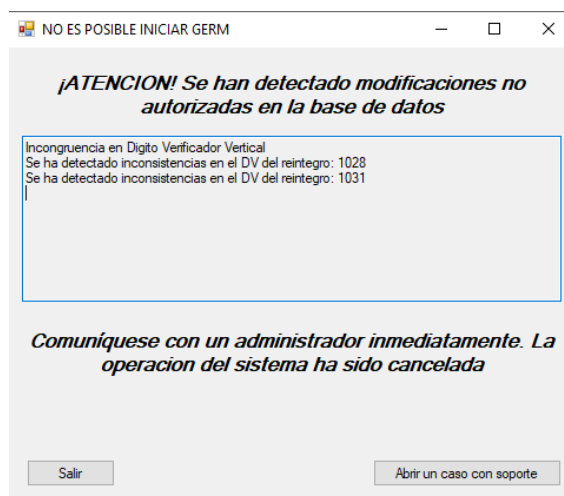 NO ES POSIBLE INICIAR GERM
¡ATENCION! Se han detectado modificaciones no
autorizadas en la base de datos
Incongruencia en Digito Verificador Vertical
Se ha detectado inconsistencias en el DV del reintegro: 1028
Se ha detectado inconsistencias en el DV del reintegro: 1031
Comuníquese con un administrador inmediatamente. La
operacion del sistema ha sido cancelada
Salir
Abrir un caso con soporte